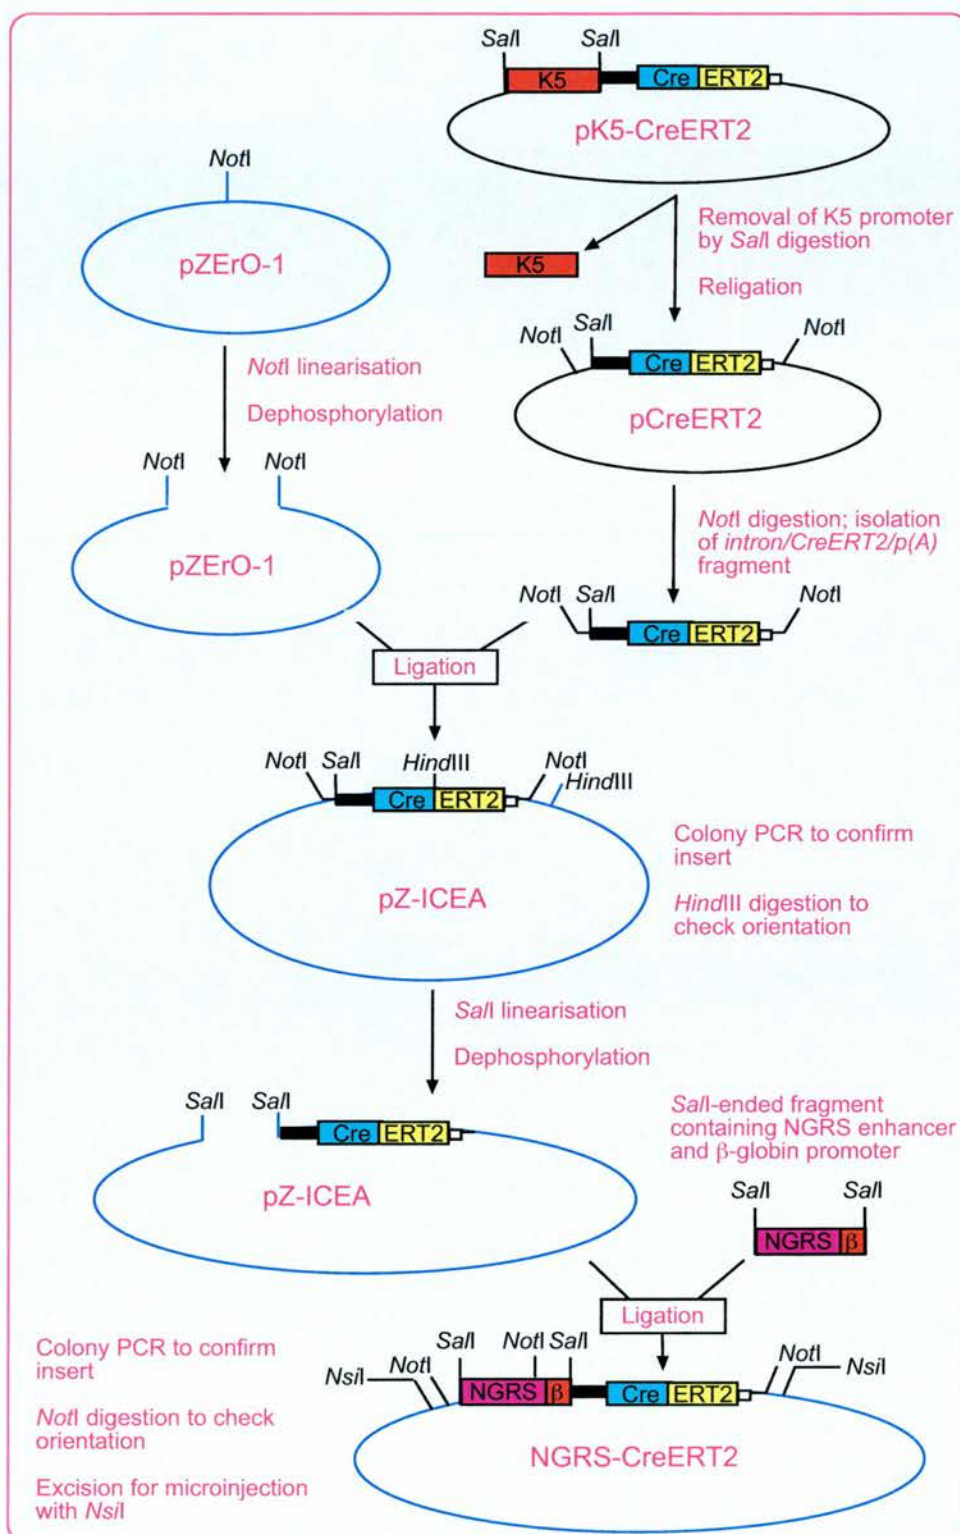 SalI SalI
K5 Cre ERT2
pK5-CreERT2
NotI
pZErO-1
Removal of K5 promoter
by SalI digestion
K5
Religation
NotI SalI NotI
Cre ERT2
pCreERT2
NotI linearisation
Dephosphorylation
NotI NotI
pZErO-1
NotI digestion; isolation
of intron/CreERT2/p(A)
fragment
NotI SalI NotI
Cre ERT2
Ligation
NotI SalI HindIII NotI
HindIII
Cre ERT2
pZ-ICEA
Colony PCR to confirm
insert
HindIII digestion to
check orientation
SalI linearisation
Dephosphorylation
SalI SalI
Cre ERT2
pZ-ICEA
SalI-ended fragment
containing NGRS enhancer
and β-globin promoter
SalI SalI
NGRS β
Ligation
Colony PCR to confirm
insert
NotI digestion to check
orientation
Excision for microinjection
with NsiI
SalI
NotI SalI
NsiI NotI NotI NsiI
NGRS β Cre ERT2
NGRS-CreERT2